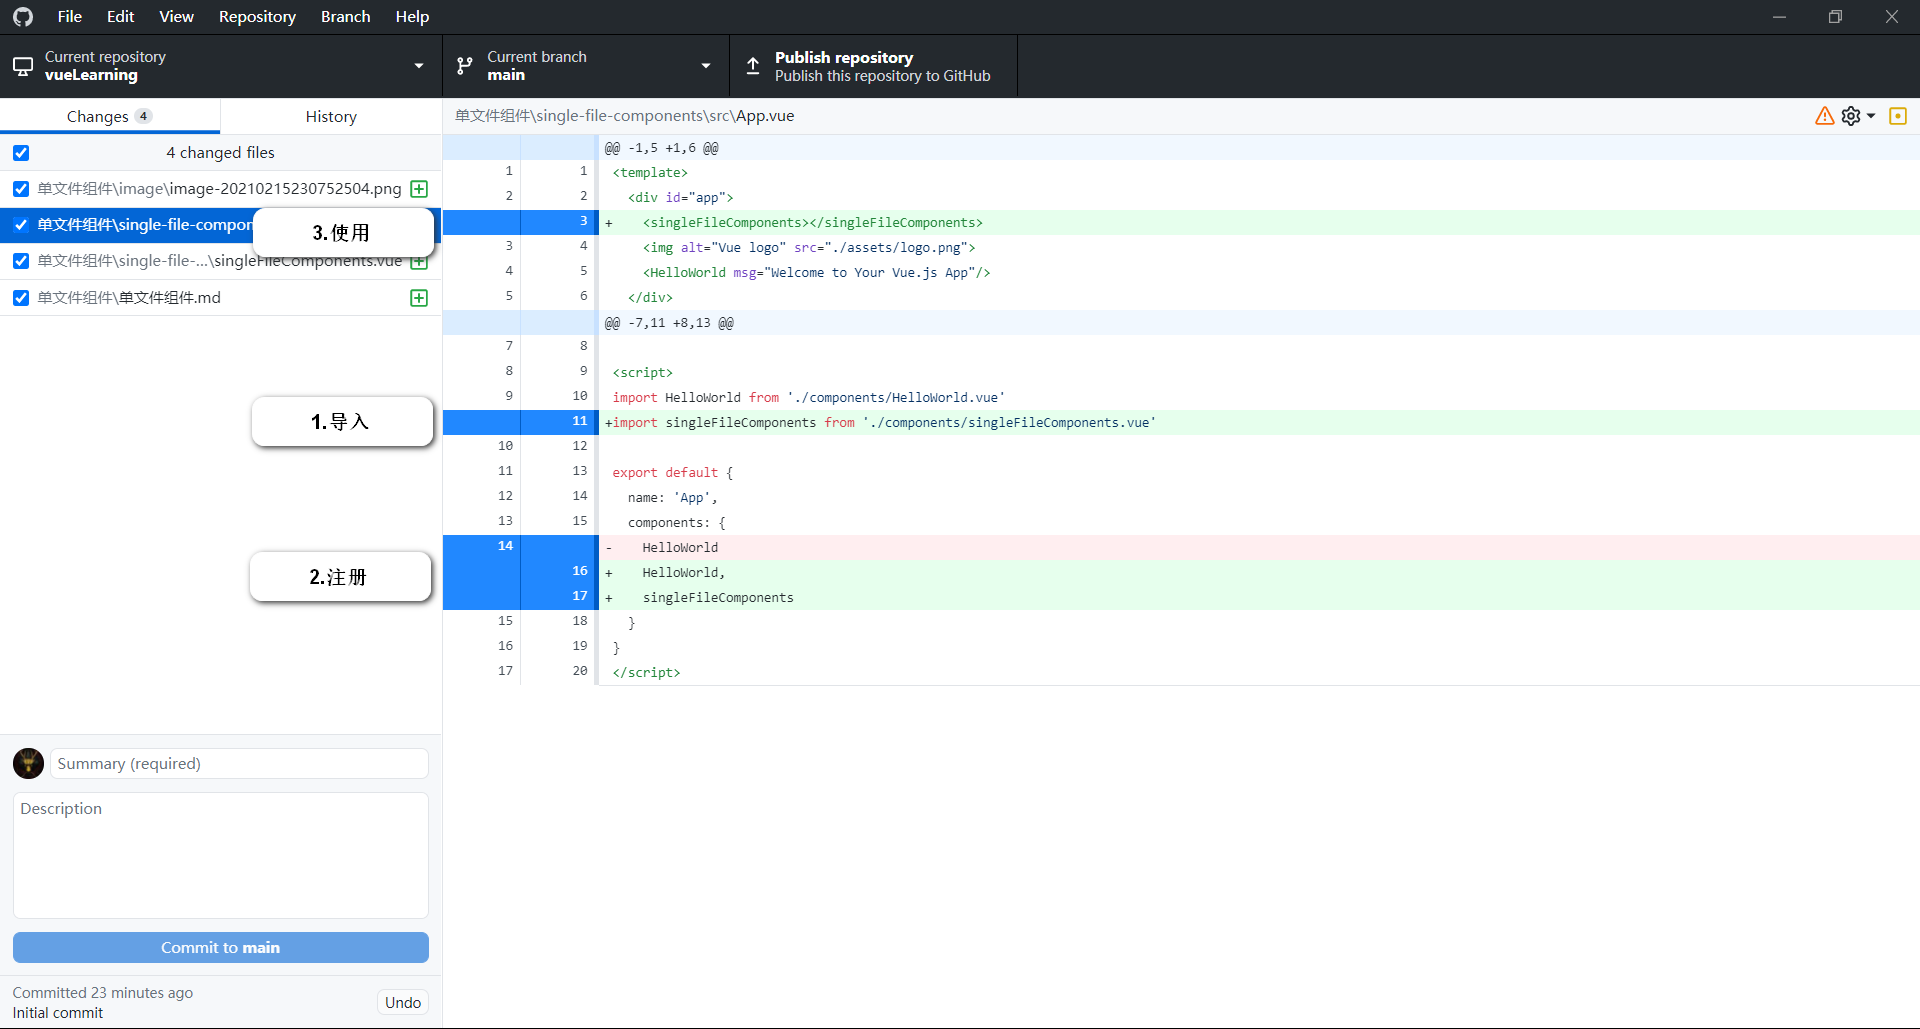 File Edit View Repository Branch Help
Current repository
vueLearning
Current branch
main
Publish repository
Publish this repository to GitHub
Changes 4
History
4 changed files
单文件组件\image\image-20210215230752504.png
单文件组件\single-file-compon
3.使用
单文件组件\single-file-...\singleFileComponents.vue
单文件组件\单文件组件.md
1.导入
2.注册
Summary (required)
Description
Commit to main
Committed 23 minutes ago
Initial commit
Undo
单文件组件\single-file-components\src\App.vue
@@ -1,5 +1,6 @@
1 1 <template>
2 2 <div id="app">
3 + <singleFileComponents></singleFileComponents>
3 4 <img alt="Vue logo" src="./assets/logo.png">
4 5 <HelloWorld msg="Welcome to Your Vue.js App"/>
5 6 </div>
@@ -7,11 +8,13 @@
7 8
8 9 <script>
9 10 import HelloWorld from './components/HelloWorld.vue'
11 +import singleFileComponents from './components/singleFileComponents.vue'
10 12
11 13 export default {
12 14 name: 'App',
13 15 components: {
14 - HelloWorld
16 + HelloWorld,
17 + singleFileComponents
15 18 }
16 19 }
17 20 </script>